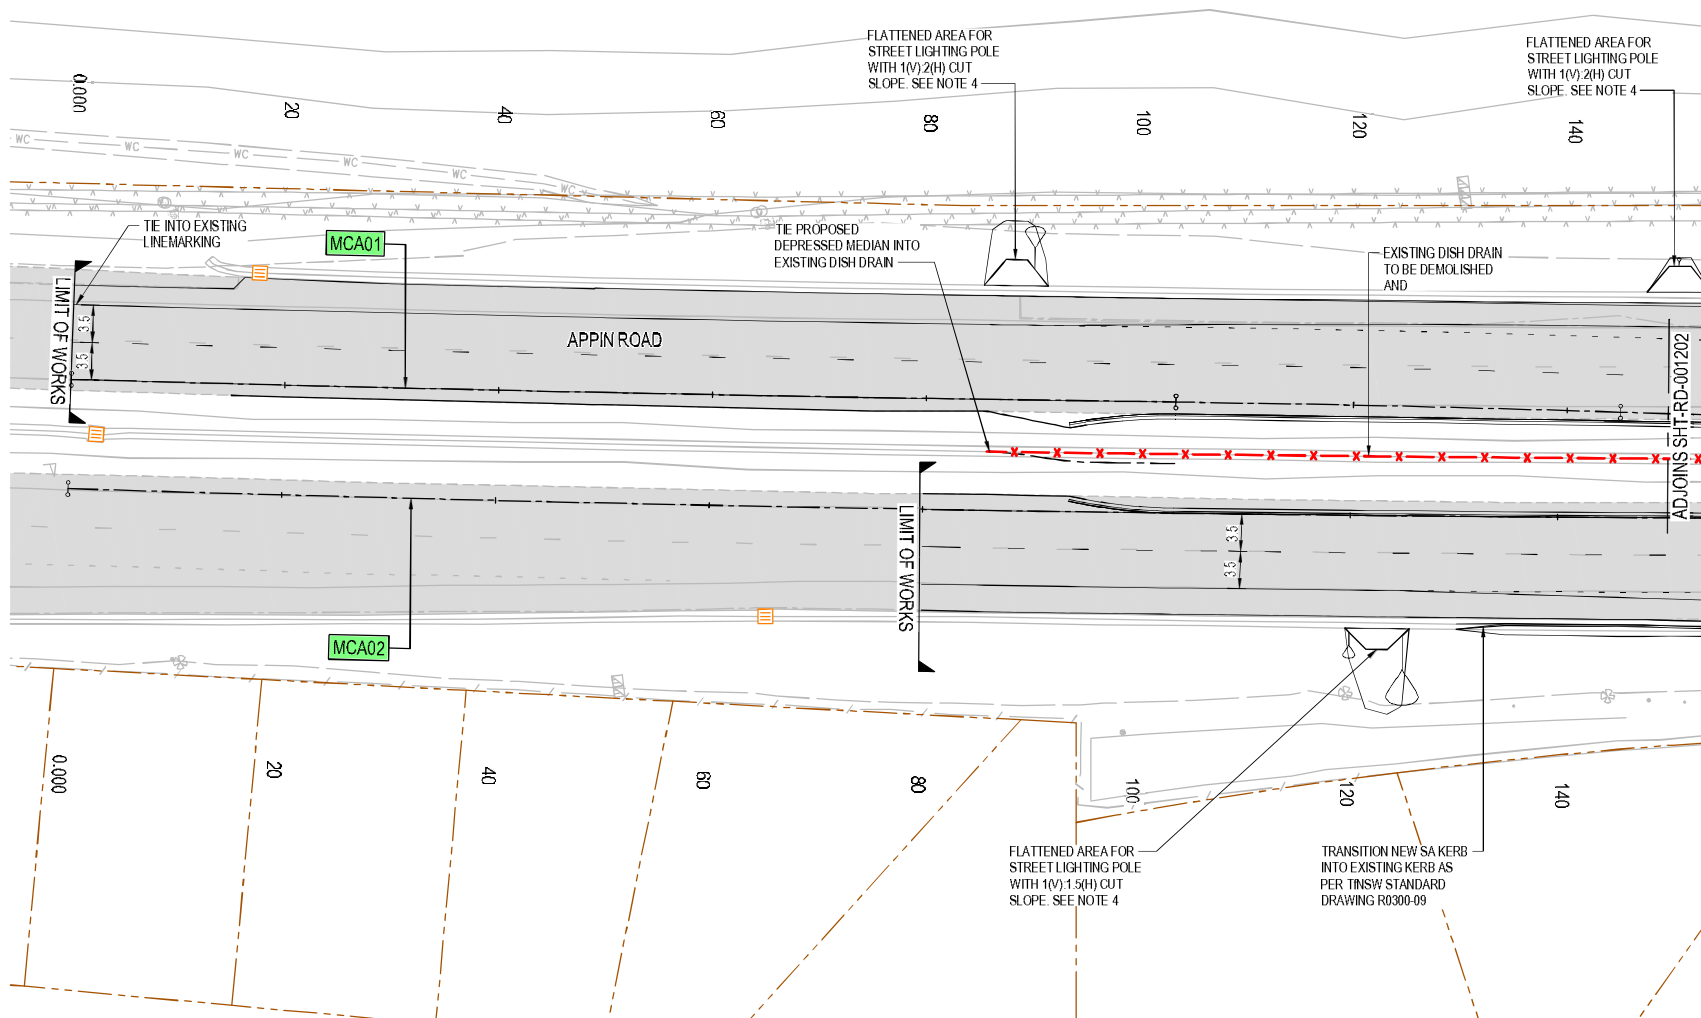 FLATTENED AREA FOR
STREET LIGHTING POLE
WITH 1(V):2(H) CUT
SLOPE. SEE NOTE 4
FLATTENED AREA FOR
STREET LIGHTING POLE
WITH 1(V):2(H) CUT
SLOPE. SEE NOTE 4
0.000
20
40
60
80
100
120
140
WC
WC
WC
WC
WC
WC
TIE INTO EXISTING
LINEMARKING
MCA01
TIE PROPOSED
DEPRESSED MEDIAN INTO
EXISTING DISH DRAIN
EXISTING DISH DRAIN
TO BE DEMOLISHED
AND
LIMIT OF WORKS
3.5
3.5
APPIN ROAD
ADJOINS SHT-RD-001202
LIMIT OF WORKS
3.5
3.5
MCA02
0.000
20
40
60
80
100
120
140
FLATTENED AREA FOR
STREET LIGHTING POLE
WITH 1(V):1.5(H) CUT
SLOPE. SEE NOTE 4
TRANSITION NEW SA KERB
INTO EXISTING KERB AS
PER TfNSW STANDARD
DRAWING R0300-09